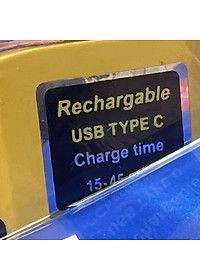 Rechargable
USB TYPE C
Charge time
15-45